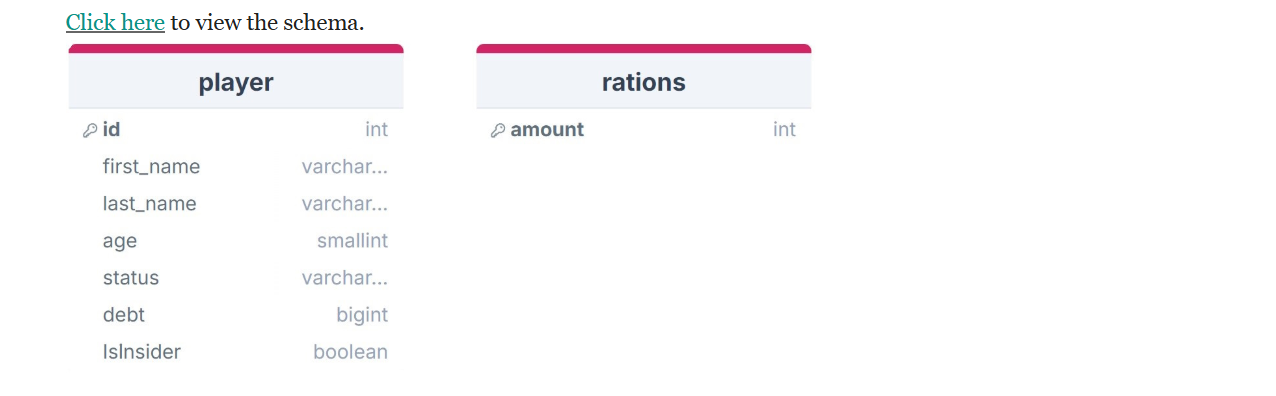 Click here to view the schema.
player
id int
first_name varchar...
last_name varchar...
age smallint
status varchar...
debt bigint
IsInsider boolean
rations
amount int